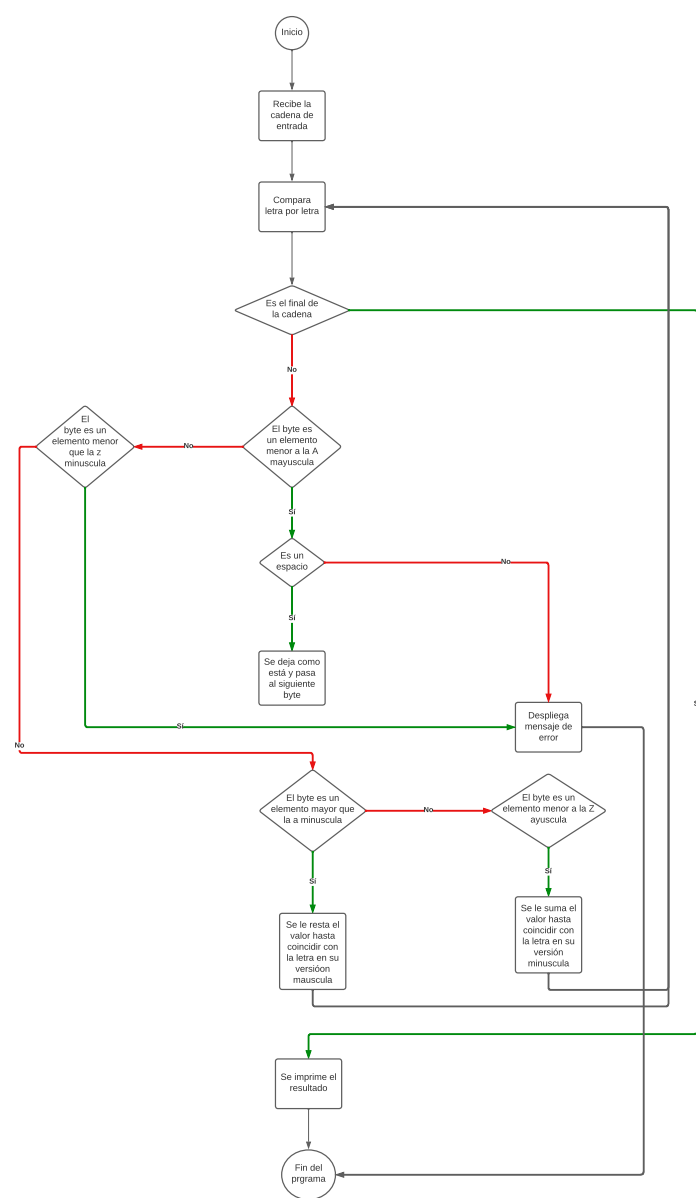 Inicio
Recibe la
cadena de
entrada
Compara
letra por letra
Es el final de
la cadena
No
El
byte es un
elemento menor
que la z
minuscula
No
El byte es
un elemento
menor a la A
mayuscula
Sí
Es un
espacio
No
Sí
Se deja como
está y pasa
al siguiente
byte
Despliega
mensaje de
error
Sí
No
El byte es un
elemento mayor que
la a minuscula
No
El byte es un
elemento menor a la Z
ayuscula
Sí
Sí
Se le resta el
valor hasta
coincidir con
la letra en su
versióon
mauscula
Se le suma el
valor hasta
coincidir con
la letra en su
versión
minuscula
Se imprime el
resultado
Fin del
prgrama